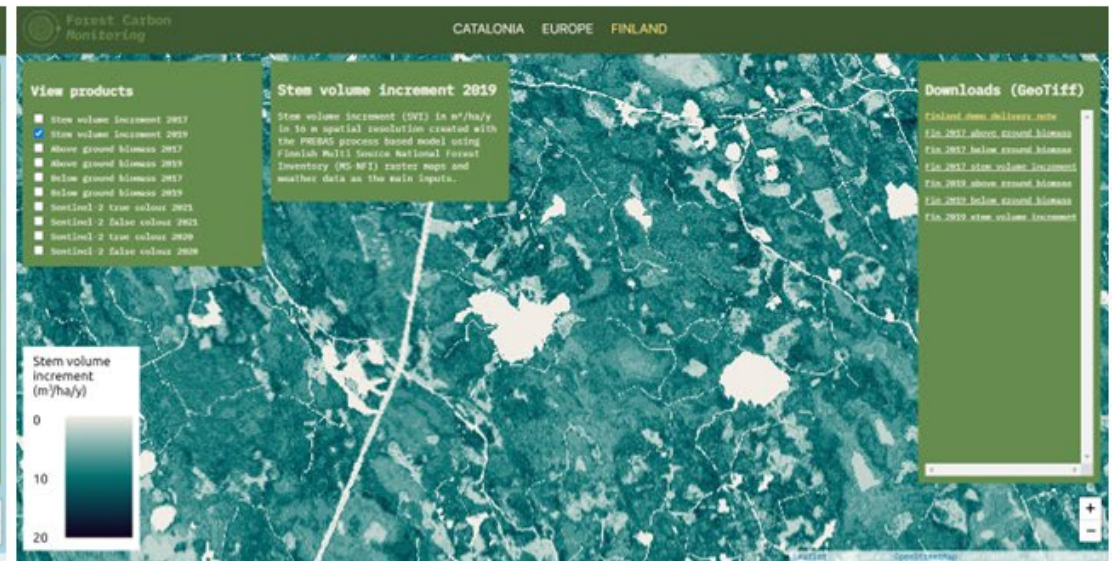 Forest Carbon
Monitoring
CATALONIA EUROPE FINLAND
View products
Stem volume increment 2017
Stem volume increment 2019
Above ground biomass 2017
Above ground biomass 2019
Below ground biomass 2017
Below ground biomass 2019
Sentinel-2 true colour 2021
Sentinel-2 false colour 2021
Sentinel-2 true colour 2020
Sentinel-2 false colour 2020
Stem volume increment 2019
Stem volume increment (SVI) in m³/ha/y
in 16 m spatial resolution created with
the PREBAS process based model using
Finnish Multi Source National Forest
Inventory (MS-NFI) raster maps and
weather data as the main inputs.
Downloads (GeoTiff)
Finland demo delivery note
Fin 2017 above ground biomass
Fin 2017 below ground biomass
Fin 2017 stem volume increment
Fin 2019 above ground biomass
Fin 2019 below ground biomass
Fin 2019 stem volume increment
Stem volume
increment
(m³/ha/y)
0
10
20
+
−
Leaflet OpenStreetMap